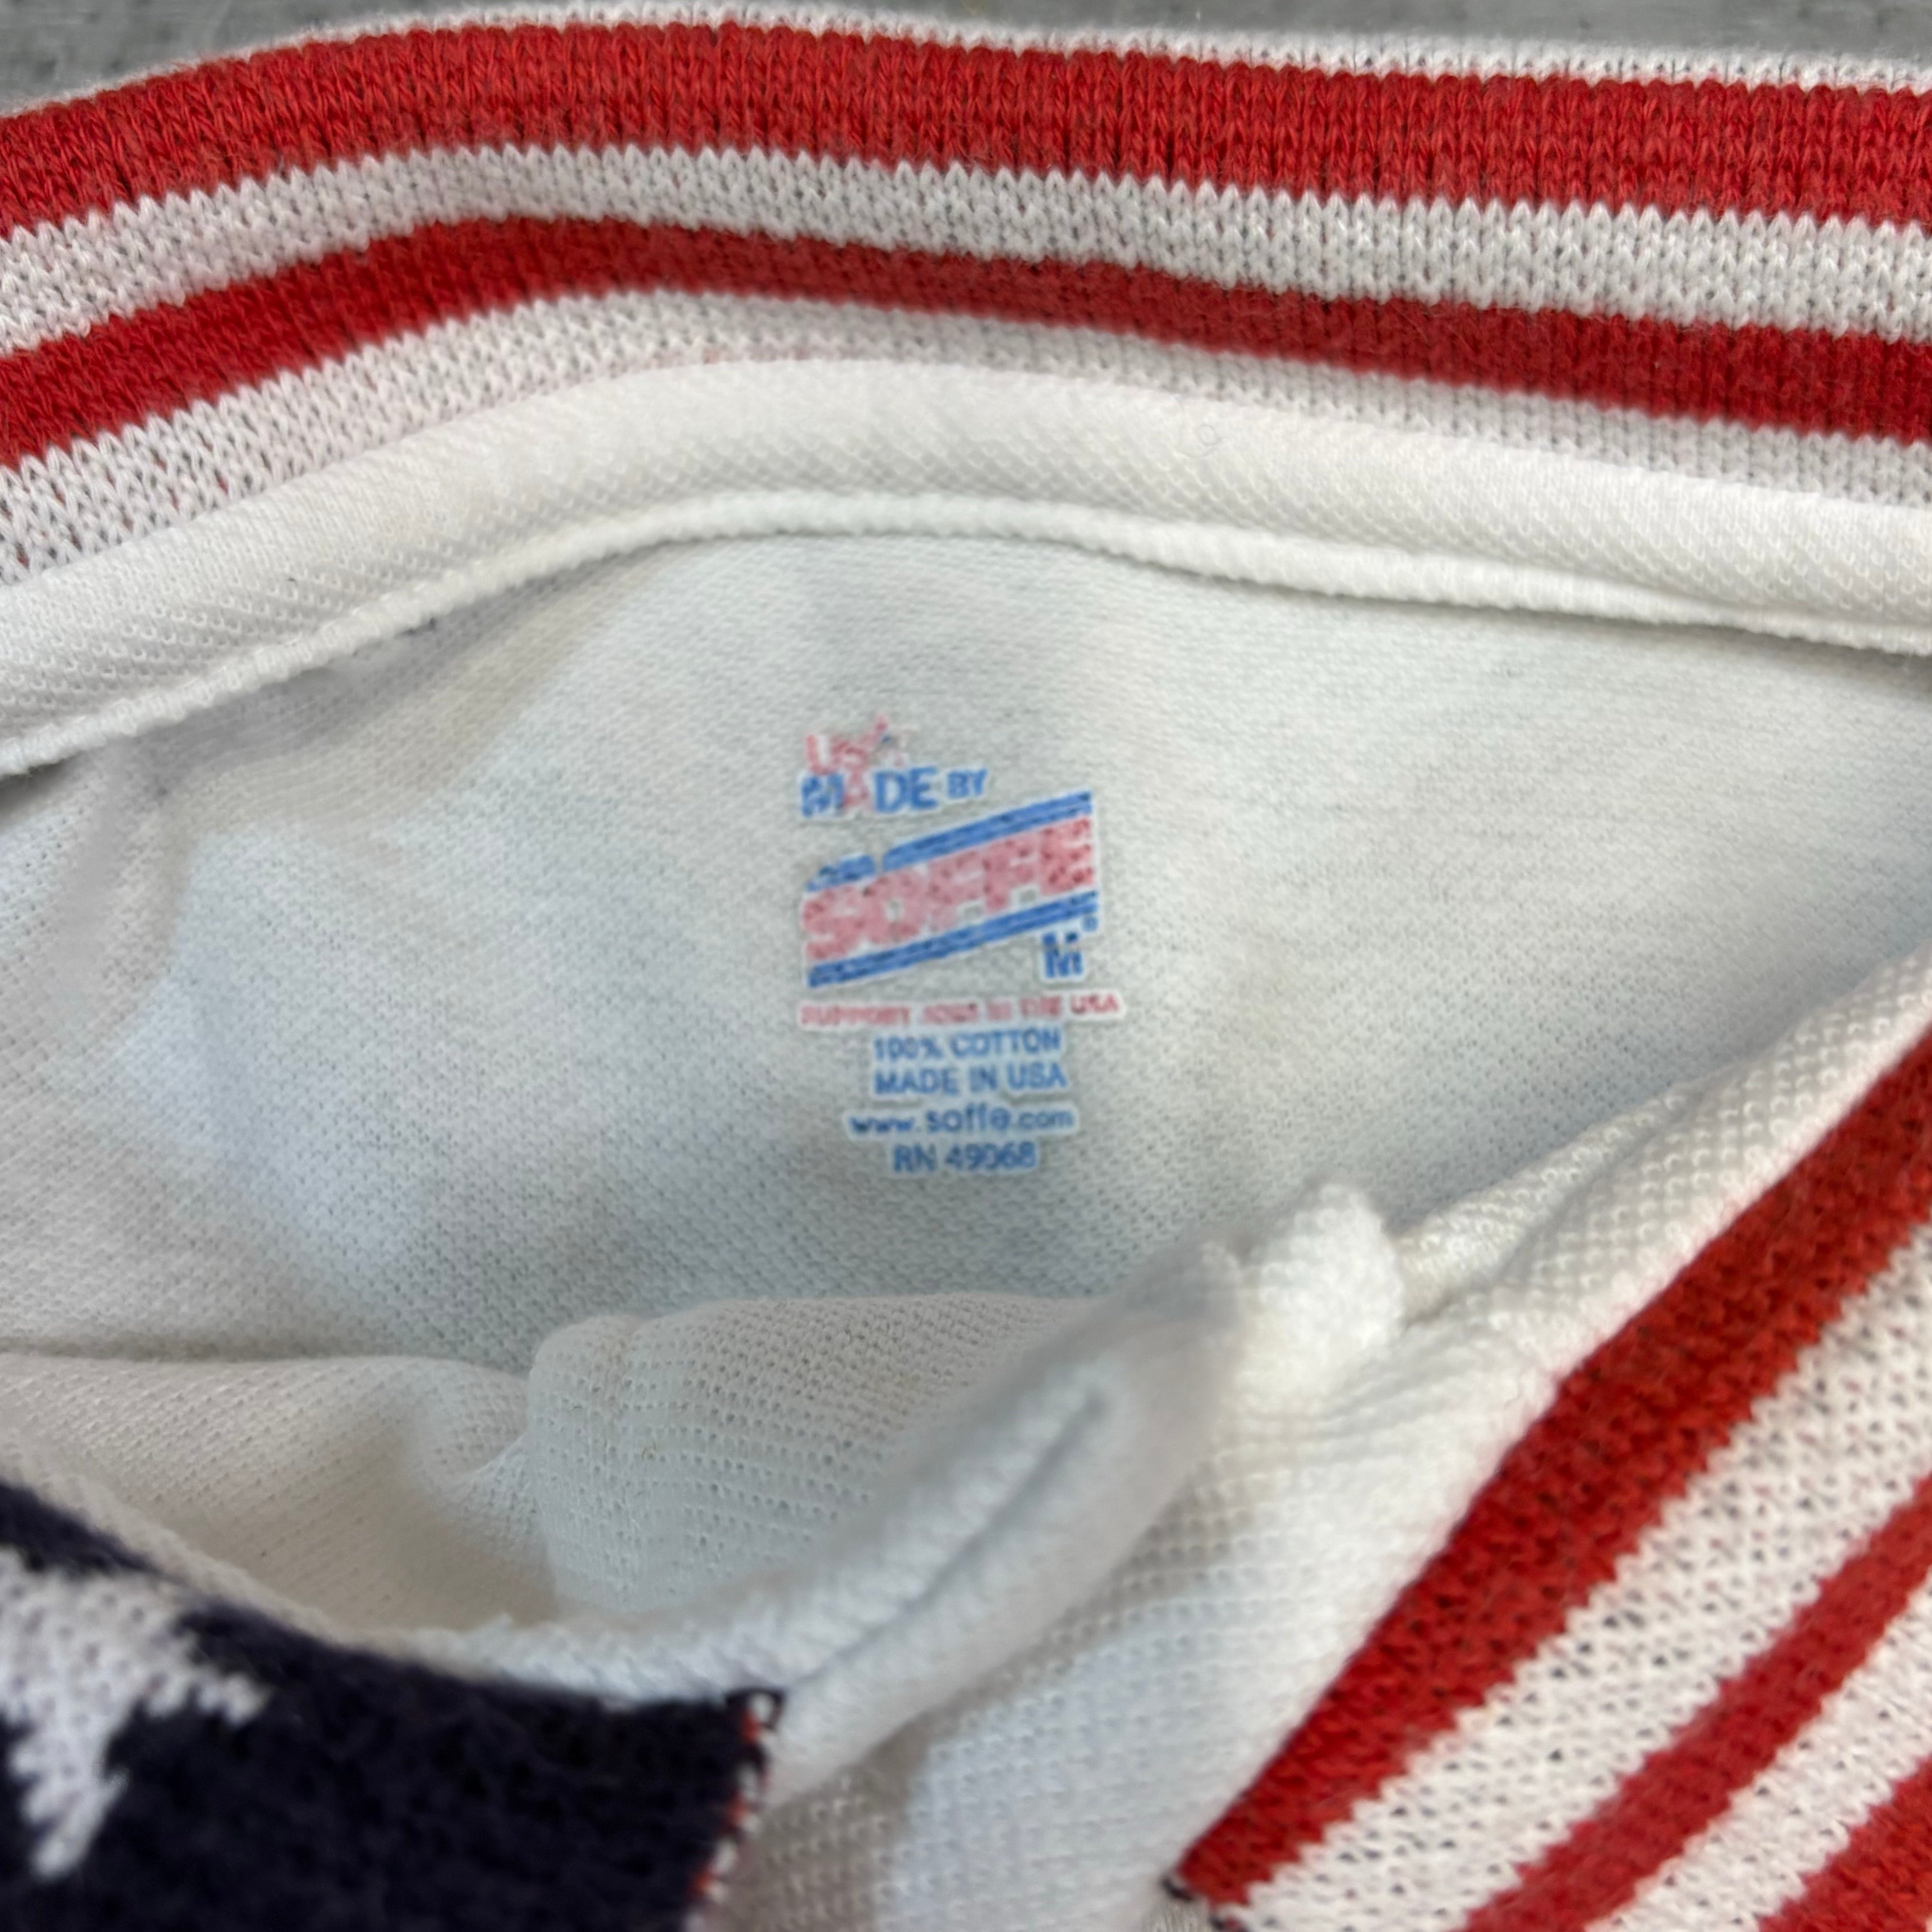 USA
MADE BY
SOFFE
M
SUPPORT JOBS IN THE USA
100% COTTON
MADE IN USA
www.soffe.com
RN 49068